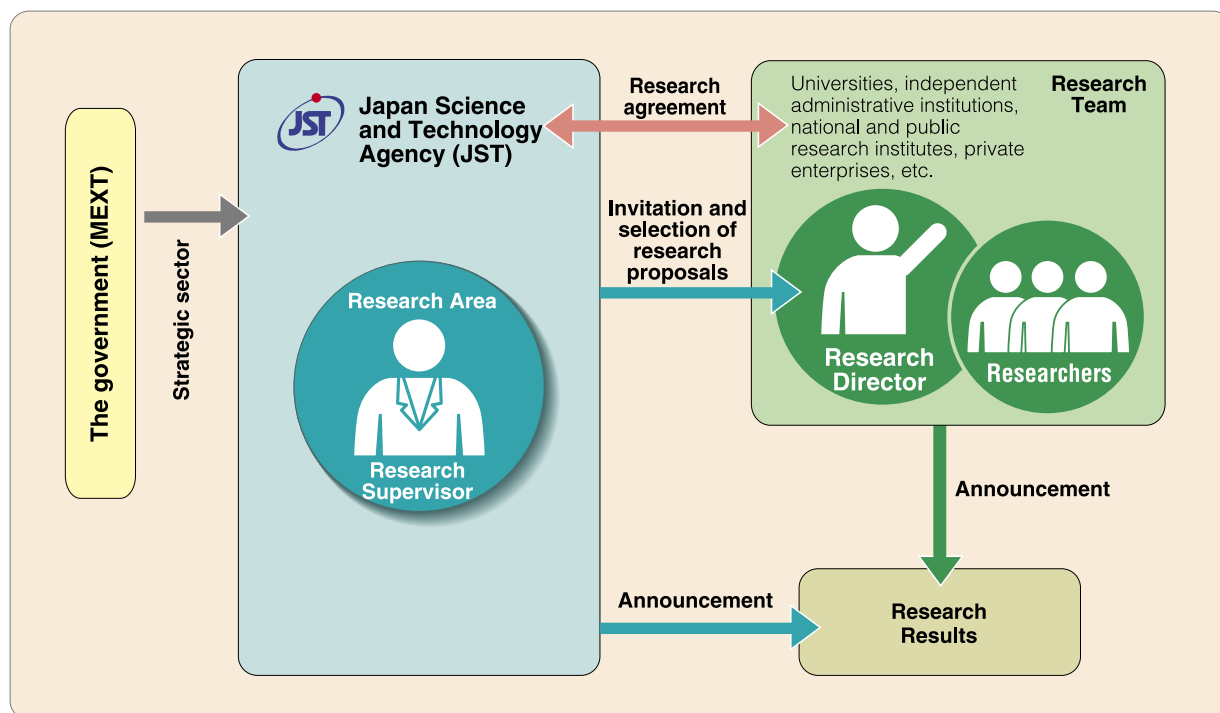 The government (MEXT)
Strategic sector
JST
Japan Science
and Technology
Agency (JST)
Research Area
Research
Supervisor
Research
agreement
Invitation and
selection of
research
proposals
Announcement
Universities, independent
administrative institutions,
national and public
research institutes, private
enterprises, etc.
Research
Team
Research
Director
Researchers
Announcement
Research
Results